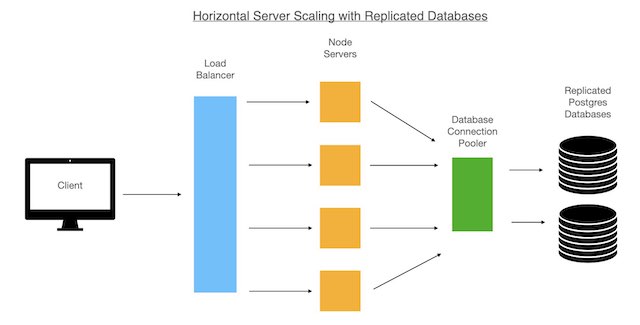 Horizontal Server Scaling with Replicated Databases
Node
Servers
Load
Balancer
Replicated
Postgres
Databases
Database
Connection
Pooler
Client